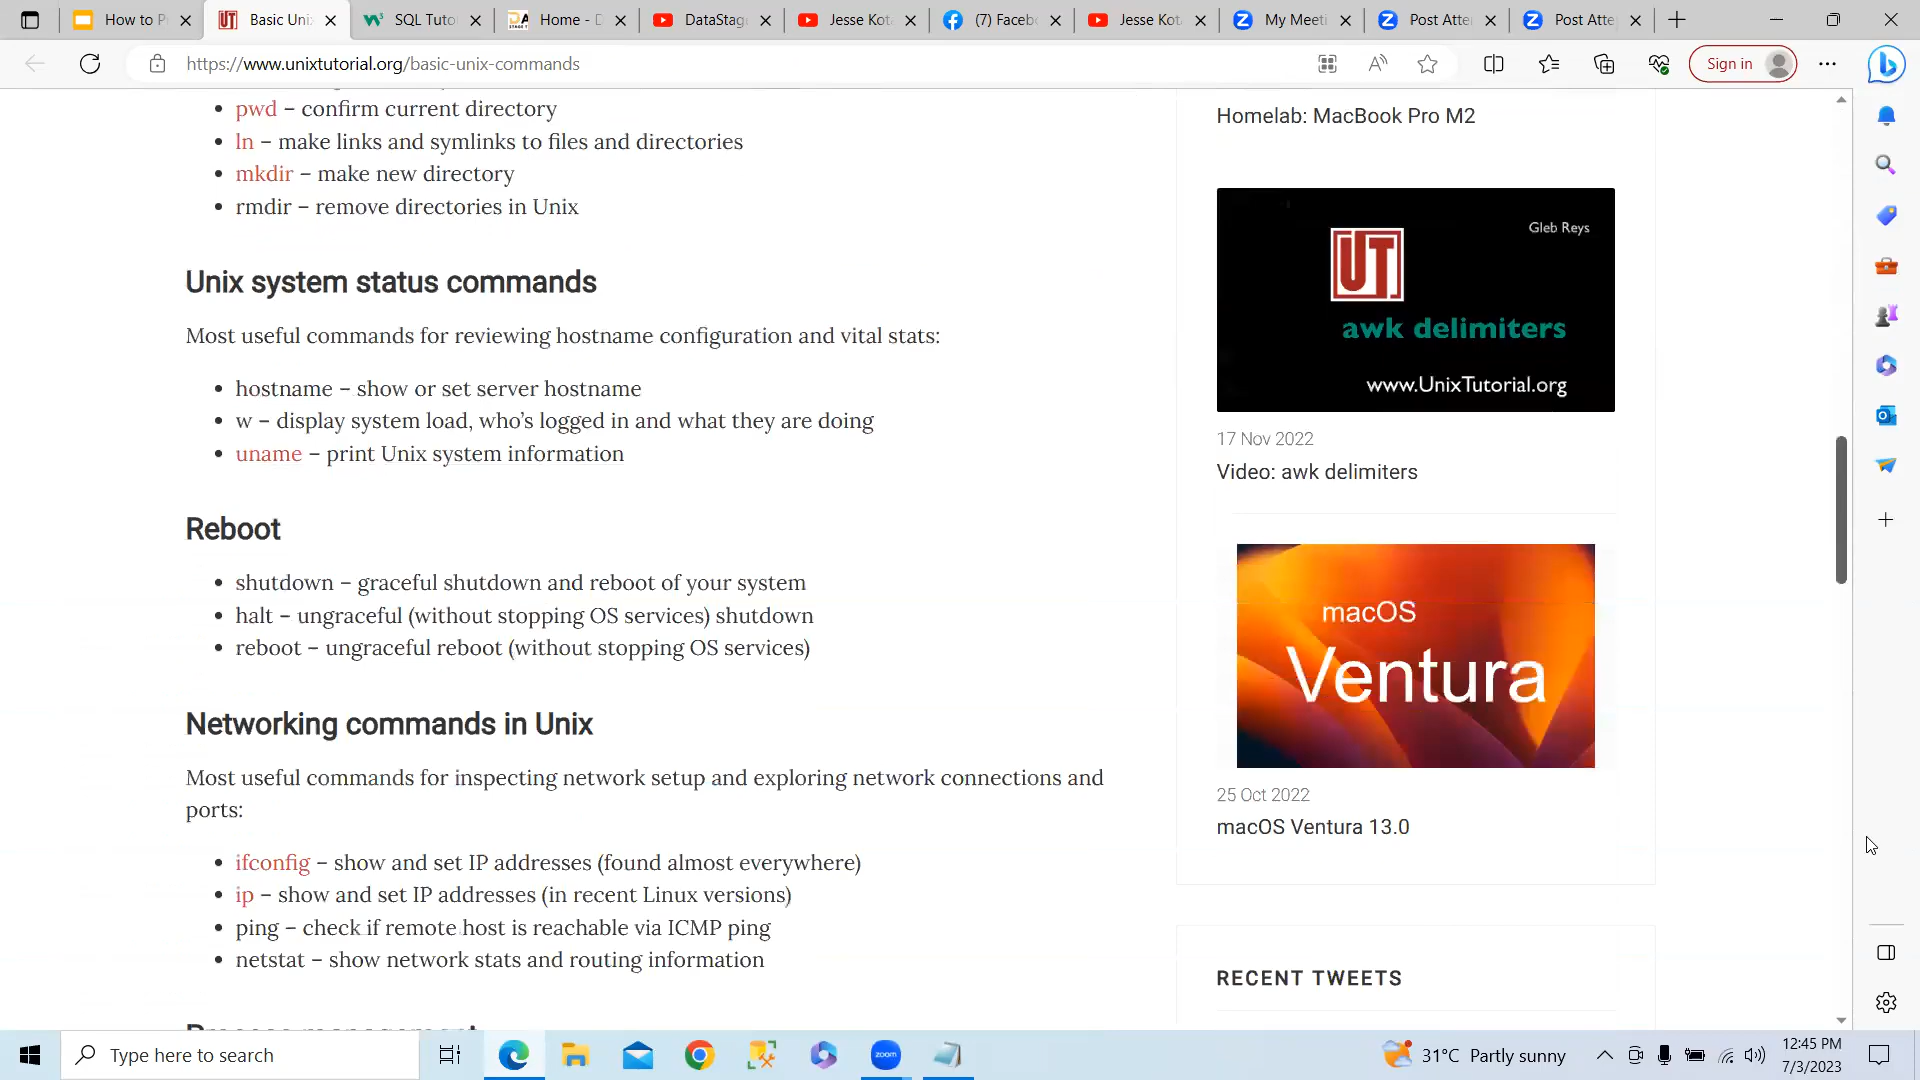 How to P
Basic Uni
SQL Tuto
Home - D
DataStag
Jesse Kot
(7) Faceb
Jesse Kot
My Meeti
Post Atte
Post Atte
https://www.unixtutorial.org/basic-unix-commands
Sign in
pwd – confirm current directory
ln – make links and symlinks to files and directories
mkdir – make new directory
rmdir – remove directories in Unix
Unix system status commands
Most useful commands for reviewing hostname configuration and vital stats:
hostname – show or set server hostname
w – display system load, who's logged in and what they are doing
uname – print Unix system information
Reboot
shutdown – graceful shutdown and reboot of your system
halt – ungraceful (without stopping OS services) shutdown
reboot – ungraceful reboot (without stopping OS services)
Networking commands in Unix
Most useful commands for inspecting network setup and exploring network connections and
ports:
ifconfig – show and set IP addresses (found almost everywhere)
ip – show and set IP addresses (in recent Linux versions)
ping – check if remote host is reachable via ICMP ping
netstat – show network stats and routing information
Process management
Homelab: MacBook Pro M2
Gleb Reys
UT
awk delimiters
www.UnixTutorial.org
17 Nov 2022
Video: awk delimiters
macOS
Ventura
25 Oct 2022
macOS Ventura 13.0
RECENT TWEETS
Type here to search
zoom
31°C Partly sunny
12:45 PM
7/3/2023